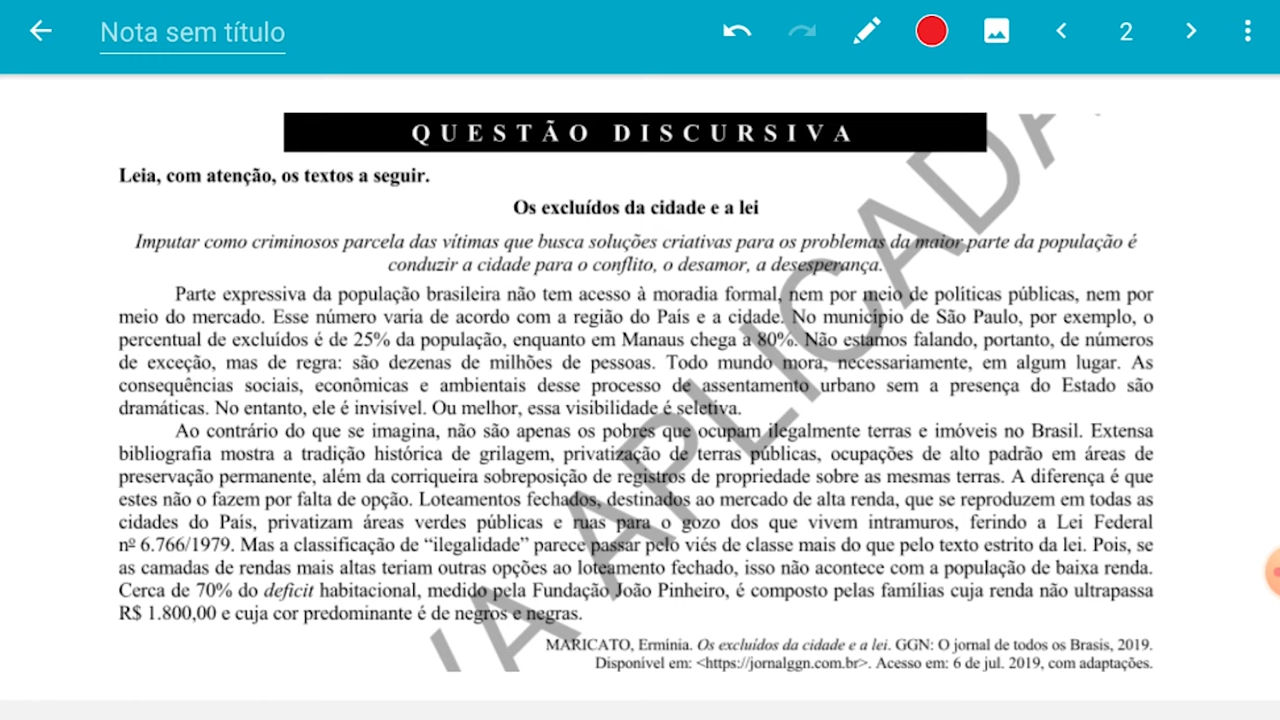 Nota sem título
2
QUESTÃO DISCURSIVA
Leia, com atenção, os textos a seguir.
Os excluídos da cidade e a lei
Imputar como criminosos parcela das vítimas que busca soluções criativas para os problemas da maior parte da população é
conduzir a cidade para o conflito, o desamor, a desesperança.
Parte expressiva da população brasileira não tem acesso à moradia formal, nem por meio de políticas públicas, nem por
meio do mercado. Esse número varia de acordo com a região do País e a cidade. No município de São Paulo, por exemplo, o
percentual de excluídos é de 25% da população, enquanto em Manaus chega a 80%. Não estamos falando, portanto, de números
de exceção, mas de regra: são dezenas de milhões de pessoas. Todo mundo mora, necessariamente, em algum lugar. As
consequências sociais, econômicas e ambientais desse processo de assentamento urbano sem a presença do Estado são
dramáticas. No entanto, ele é invisível. Ou melhor, essa visibilidade é seletiva.
Ao contrário do que se imagina, não são apenas os pobres que ocupam ilegalmente terras e imóveis no Brasil. Extensa
bibliografia mostra a tradição histórica de grilagem, privatização de terras públicas, ocupações de alto padrão em áreas de
preservação permanente, além da corriqueira sobreposição de registros de propriedade sobre as mesmas terras. A diferença é que
estes não o fazem por falta de opção. Loteamentos fechados, destinados ao mercado de alta renda, que se reproduzem em todas as
cidades do País, privatizam áreas verdes públicas e ruas para o gozo dos que vivem intramuros, ferindo a Lei Federal
nº 6.766/1979. Mas a classificação de “ilegalidade” parece passar pelo viés de classe mais do que pelo texto estrito da lei. Pois, se
as camadas de rendas mais altas teriam outras opções ao loteamento fechado, isso não acontece com a população de baixa renda.
Cerca de 70% do deficit habitacional, medido pela Fundação João Pinheiro, é composto pelas famílias cuja renda não ultrapassa
R$ 1.800,00 e cuja cor predominante é de negros e negras.
MARICATO, Ermínia. Os excluídos da cidade e a lei. GGN: O jornal de todos os Brasis, 2019.
Disponível em: <https://jornalggn.com.br>. Acesso em: 6 de jul. 2019, com adaptações.